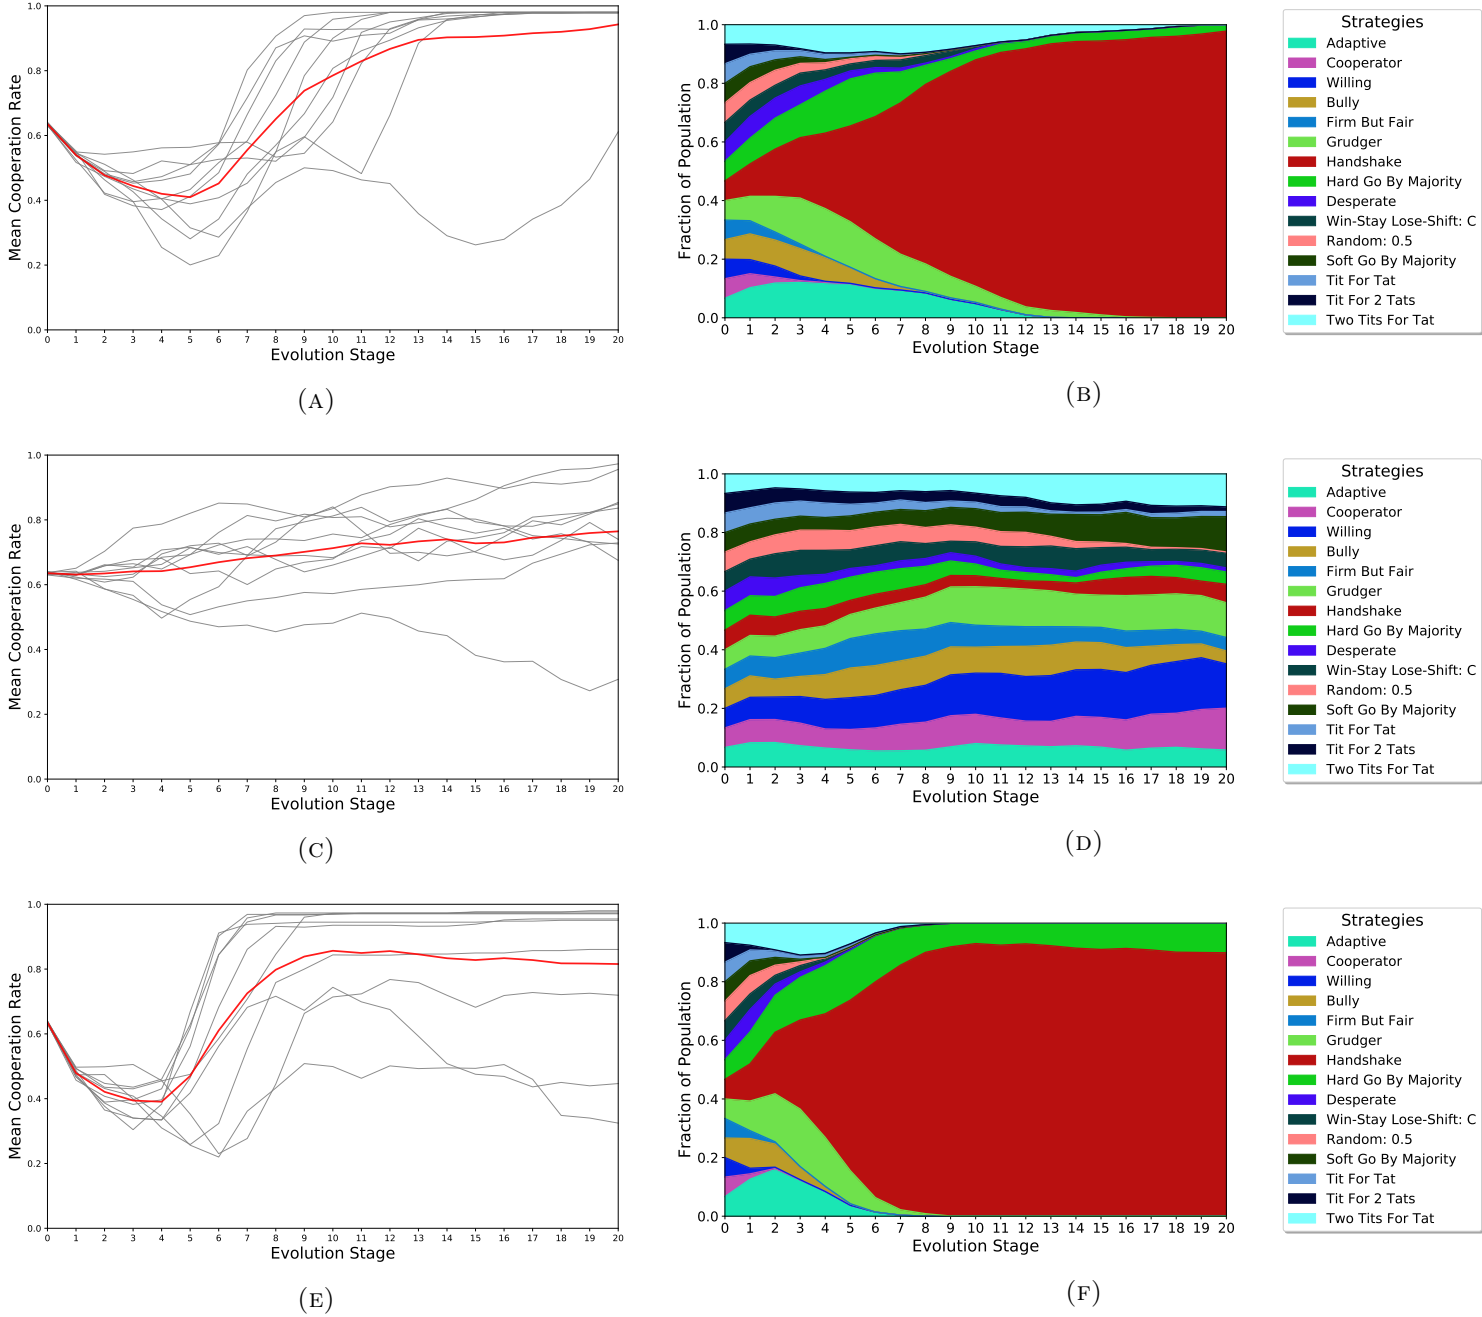 1.0
0.8
0.6
0.4
0.2
0.0
Mean Cooperation Rate
0 1 2 3 4 5 6 7 8 9 10 11 12 13 14 15 16 17 18 19 20
Evolution Stage
(A)
1.0
0.8
0.6
0.4
0.2
0.0
Fraction of Population
0 1 2 3 4 5 6 7 8 9 10 11 12 13 14 15 16 17 18 19 20
Evolution Stage
Strategies
Adaptive
Cooperator
Willing
Bully
Firm But Fair
Grudger
Handshake
Hard Go By Majority
Desperate
Win-Stay Lose-Shift: C
Random: 0.5
Soft Go By Majority
Tit For Tat
Tit For 2 Tats
Two Tits For Tat
(B)
1.0
0.8
0.6
0.4
0.2
0.0
Mean Cooperation Rate
0 1 2 3 4 5 6 7 8 9 10 11 12 13 14 15 16 17 18 19 20
Evolution Stage
(C)
1.0
0.8
0.6
0.4
0.2
0.0
Fraction of Population
0 1 2 3 4 5 6 7 8 9 10 11 12 13 14 15 16 17 18 19 20
Evolution Stage
Strategies
Adaptive
Cooperator
Willing
Bully
Firm But Fair
Grudger
Handshake
Hard Go By Majority
Desperate
Win-Stay Lose-Shift: C
Random: 0.5
Soft Go By Majority
Tit For Tat
Tit For 2 Tats
Two Tits For Tat
(D)
1.0
0.8
0.6
0.4
0.2
0.0
Mean Cooperation Rate
0 1 2 3 4 5 6 7 8 9 10 11 12 13 14 15 16 17 18 19 20
Evolution Stage
(E)
1.0
0.8
0.6
0.4
0.2
0.0
Fraction of Population
0 1 2 3 4 5 6 7 8 9 10 11 12 13 14 15 16 17 18 19 20
Evolution Stage
Strategies
Adaptive
Cooperator
Willing
Bully
Firm But Fair
Grudger
Handshake
Hard Go By Majority
Desperate
Win-Stay Lose-Shift: C
Random: 0.5
Soft Go By Majority
Tit For Tat
Tit For 2 Tats
Two Tits For Tat
(F)